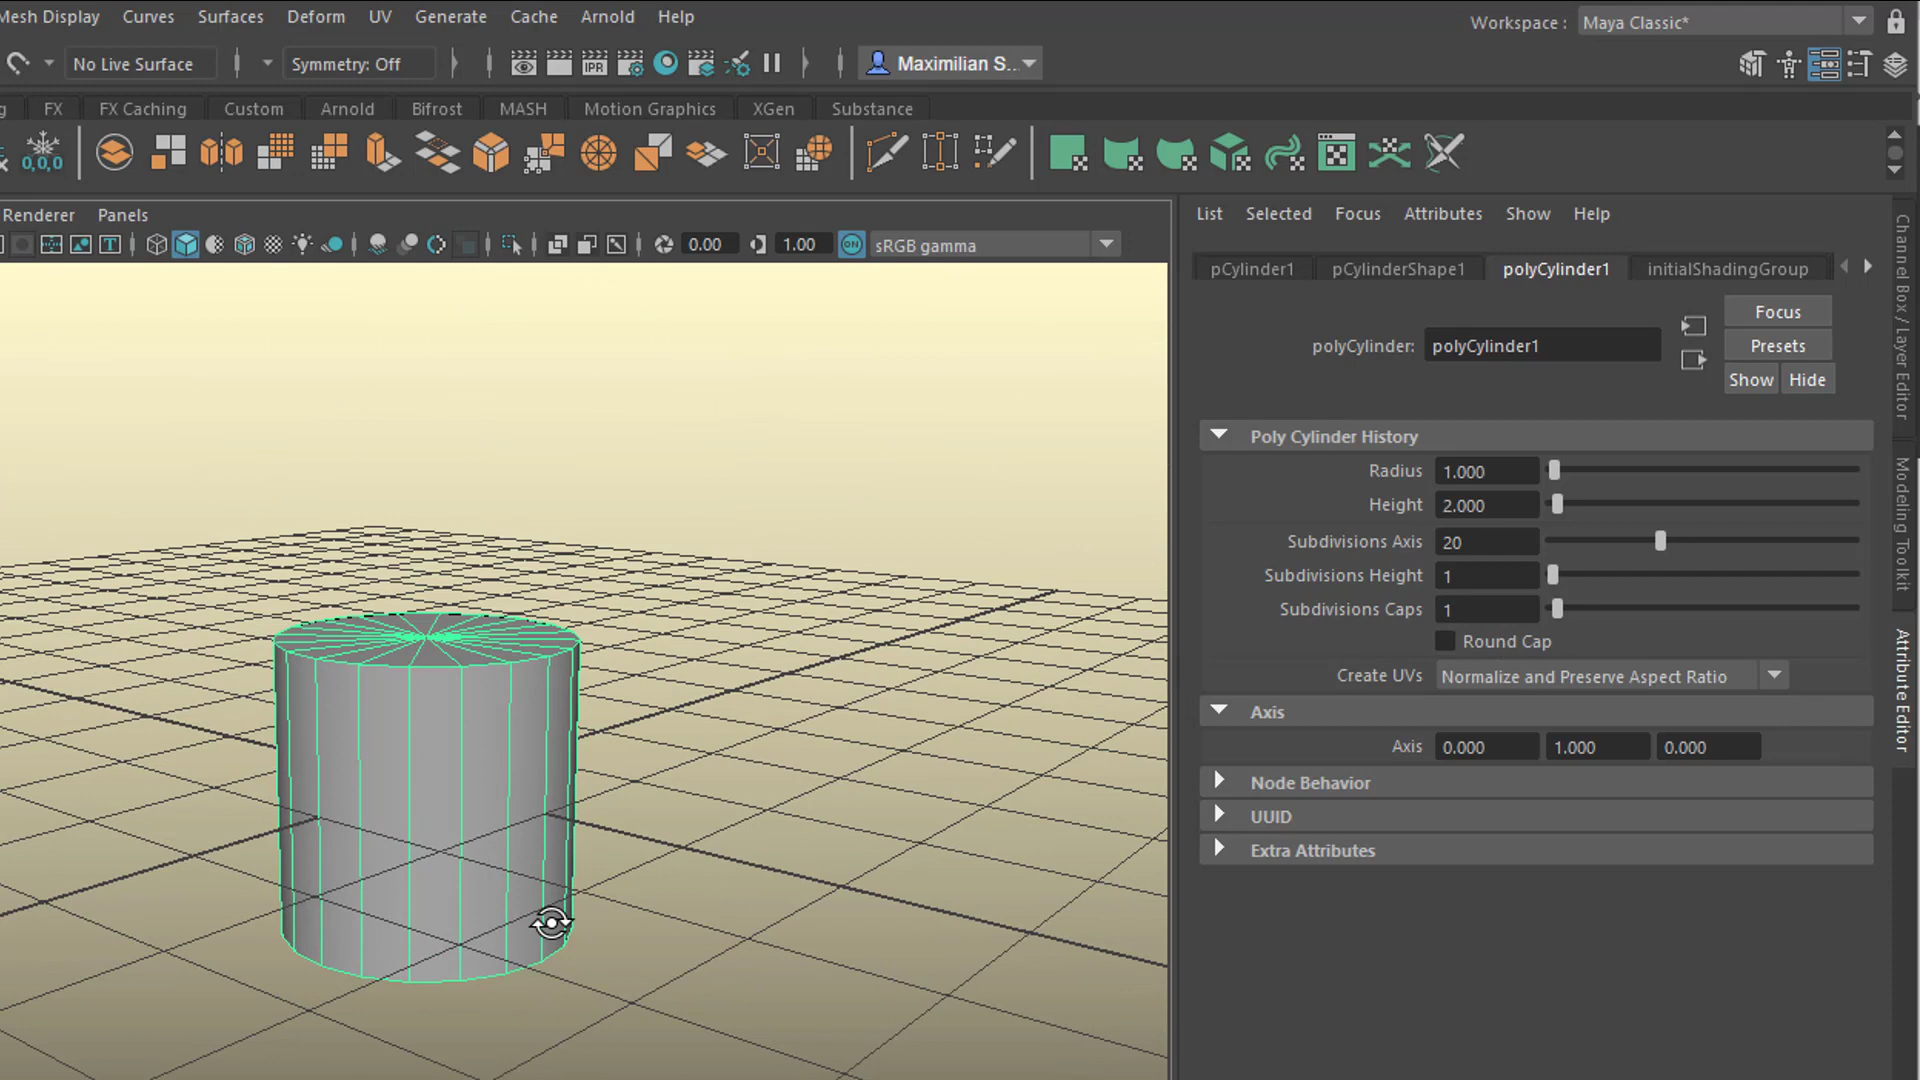 Mesh Display Curves Surfaces Deform UV Generate Cache Arnold Help
Workspace : Maya Classic*
No Live Surface Symmetry: Off IPR Maximilian S...
g FX FX Caching Custom Arnold Bifrost MASH Motion Graphics XGen Substance
0,0,0
Renderer Panels
T 0.00 1.00 ON sRGB gamma
List Selected Focus Attributes Show Help
pCylinder1 pCylinderShape1 polyCylinder1 initialShadingGroup
polyCylinder: polyCylinder1
Focus
Presets
Show Hide
Poly Cylinder History
Radius 1.000
Height 2.000
Subdivisions Axis 20
Subdivisions Height 1
Subdivisions Caps 1
Round Cap
Create UVs Normalize and Preserve Aspect Ratio
Axis
Axis 0.000 1.000 0.000
Node Behavior
UUID
Extra Attributes
Channel Box / Layer Editor
Modeling Toolkit
Attribute Editor